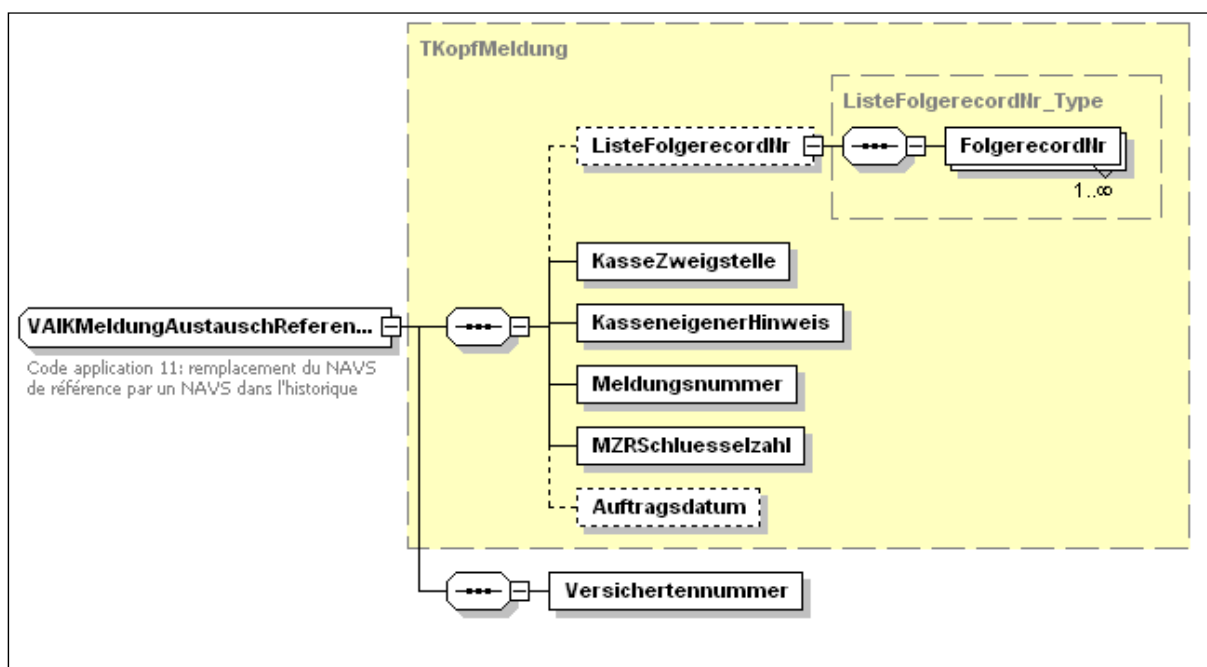 TKopfMeldung
ListeFolgerecordNr_Type
ListeFolgerecordNr
FolgerecordNr
1..∞
KasseZweigstelle
KasseneigenerHinweis
VAIKMeldungAustauschReferen...
Meldungsnummer
Code application 11: remplacement du NAVS
de référence par un NAVS dans l'historique
MZRSchluesselzahl
Auftragsdatum
Versichertennummer